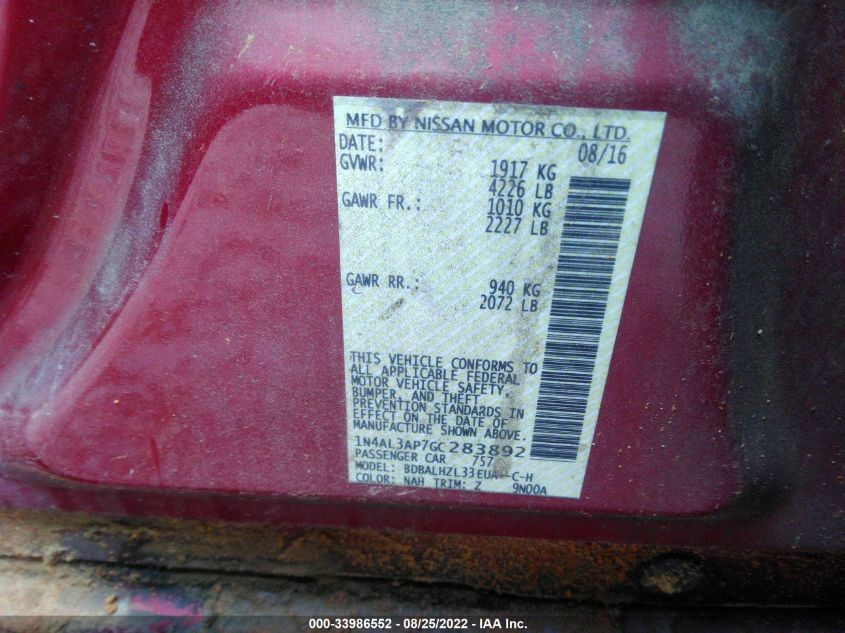 MFD BY NISSAN MOTOR CO., LTD.
DATE: 08/16
GVWR: 1917 KG
4226 LB
GAWR FR.: 1010 KG
2227 LB
GAWR RR.: 940 KG
2072 LB
THIS VEHICLE CONFORMS TO
ALL APPLICABLE FEDERAL
MOTOR VEHICLE SAFETY,
BUMPER, AND THEFT
PREVENTION STANDARDS IN
EFFECT ON THE DATE OF
MANUFACTURE SHOWN ABOVE.
1N4AL3AP7GC283892
PASSENGER CAR 757
MODEL: BDBALHZL33EUA--C-H
COLOR: NAH TRIM: Z 9N00A
000-33986552 - 08/25/2022 - IAA Inc.